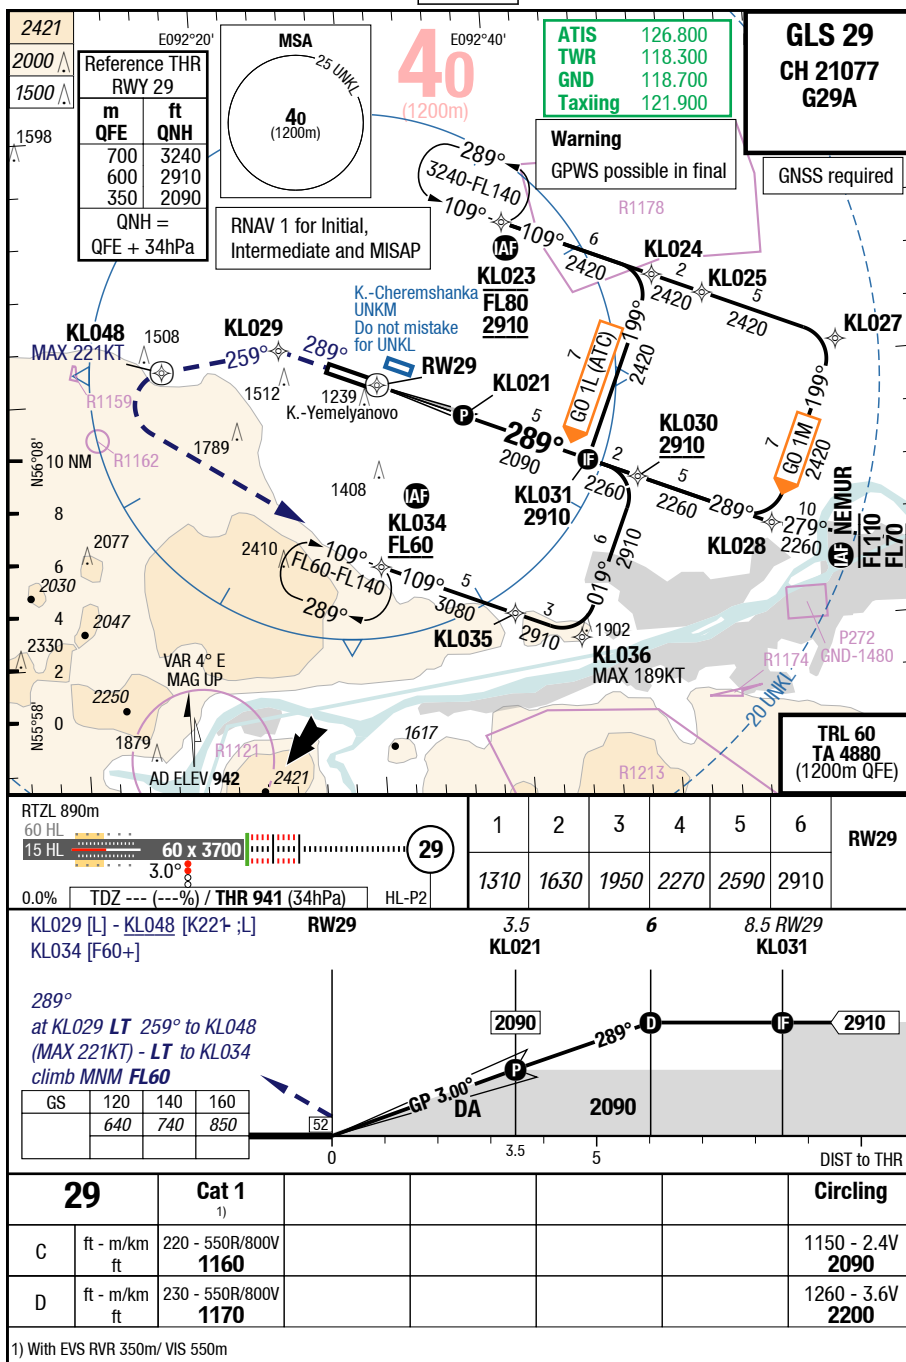 2421
2000
1500
E092°20'
E092°40'
Reference THR
RWY 29
m ft
QFE QNH
700 3240
600 2910
350 2090
QNH =
QFE + 34hPa
MSA
25 UNKL
40
(1200m)
40
(1200m)
ATIS 126.800
TWR 118.300
GND 118.700
Taxiing 121.900
GLS 29
CH 21077
G29A
Warning
GPWS possible in final
GNSS required
RNAV 1 for Initial,
Intermediate and MISAP
1598
289°
3240-FL140
109°
R1178
109°
6
2420
IAF
KL023
FL80
2910
KL024
2
2420
KL025
5
2420
KL027
K.-Cheremshanka
UNKM
Do not mistake
for UNKL
KL048
MAX 221KT
1508
KL029
259°
289°
RW29
199°
7
GO 1L (ATC)
2420
199°
7
GO 1M
2420
R1159
1512
1239
K.-Yemelyanovo
KL021
P
5
289°
2090
KL030
2910
N56°08'
10 NM
R1162
1789
1408
IF
KL031
2910
2
2260
5
2260
289°
KL028
10
279°
2260
IAF
NEMUR
FL110
FL70
8
6
4
2
0
N55°58'
IAF
KL034
FL60
2077
2030
2047
2330
2250
1879
2410
109°
FL60-FL140
289°
109°
5
3080
KL035
3
2910
019°
6
2910
1902
KL036
MAX 189KT
P272
GND-1480
R1174
20 UNKL
VAR 4° E
MAG UP
R1121
AD ELEV 942
2421
1617
R1213
TRL 60
TA 4880
(1200m QFE)
RTZL 890m
60 HL
15 HL
60 x 3700
29
3.0°
0.0%
TDZ --- (---%) / THR 941 (34hPa)
HL-P2
1 2 3 4 5 6 RW29
1310 1630 1950 2270 2590 2910
KL029 [L] - KL048 [K221- ;L]
KL034 [F60+]
RW29
3.5
KL021
6
8.5 RW29
KL031
289°
at KL029 LT 259° to KL048
(MAX 221KT) - LT to KL034
climb MNM FL60
2090
289°
D
IF
2910
P
GP 3.00°
DA
2090
GS 120 140 160
640 740 850
52
0
3.5
5
DIST to THR
29 Cat 1 Circling
1)
C ft - m/km 220 - 550R/800V 1150 - 2.4V
ft 1160 2090
D ft - m/km 230 - 550R/800V 1260 - 3.6V
ft 1170 2200
1) With EVS RVR 350m/ VIS 550m